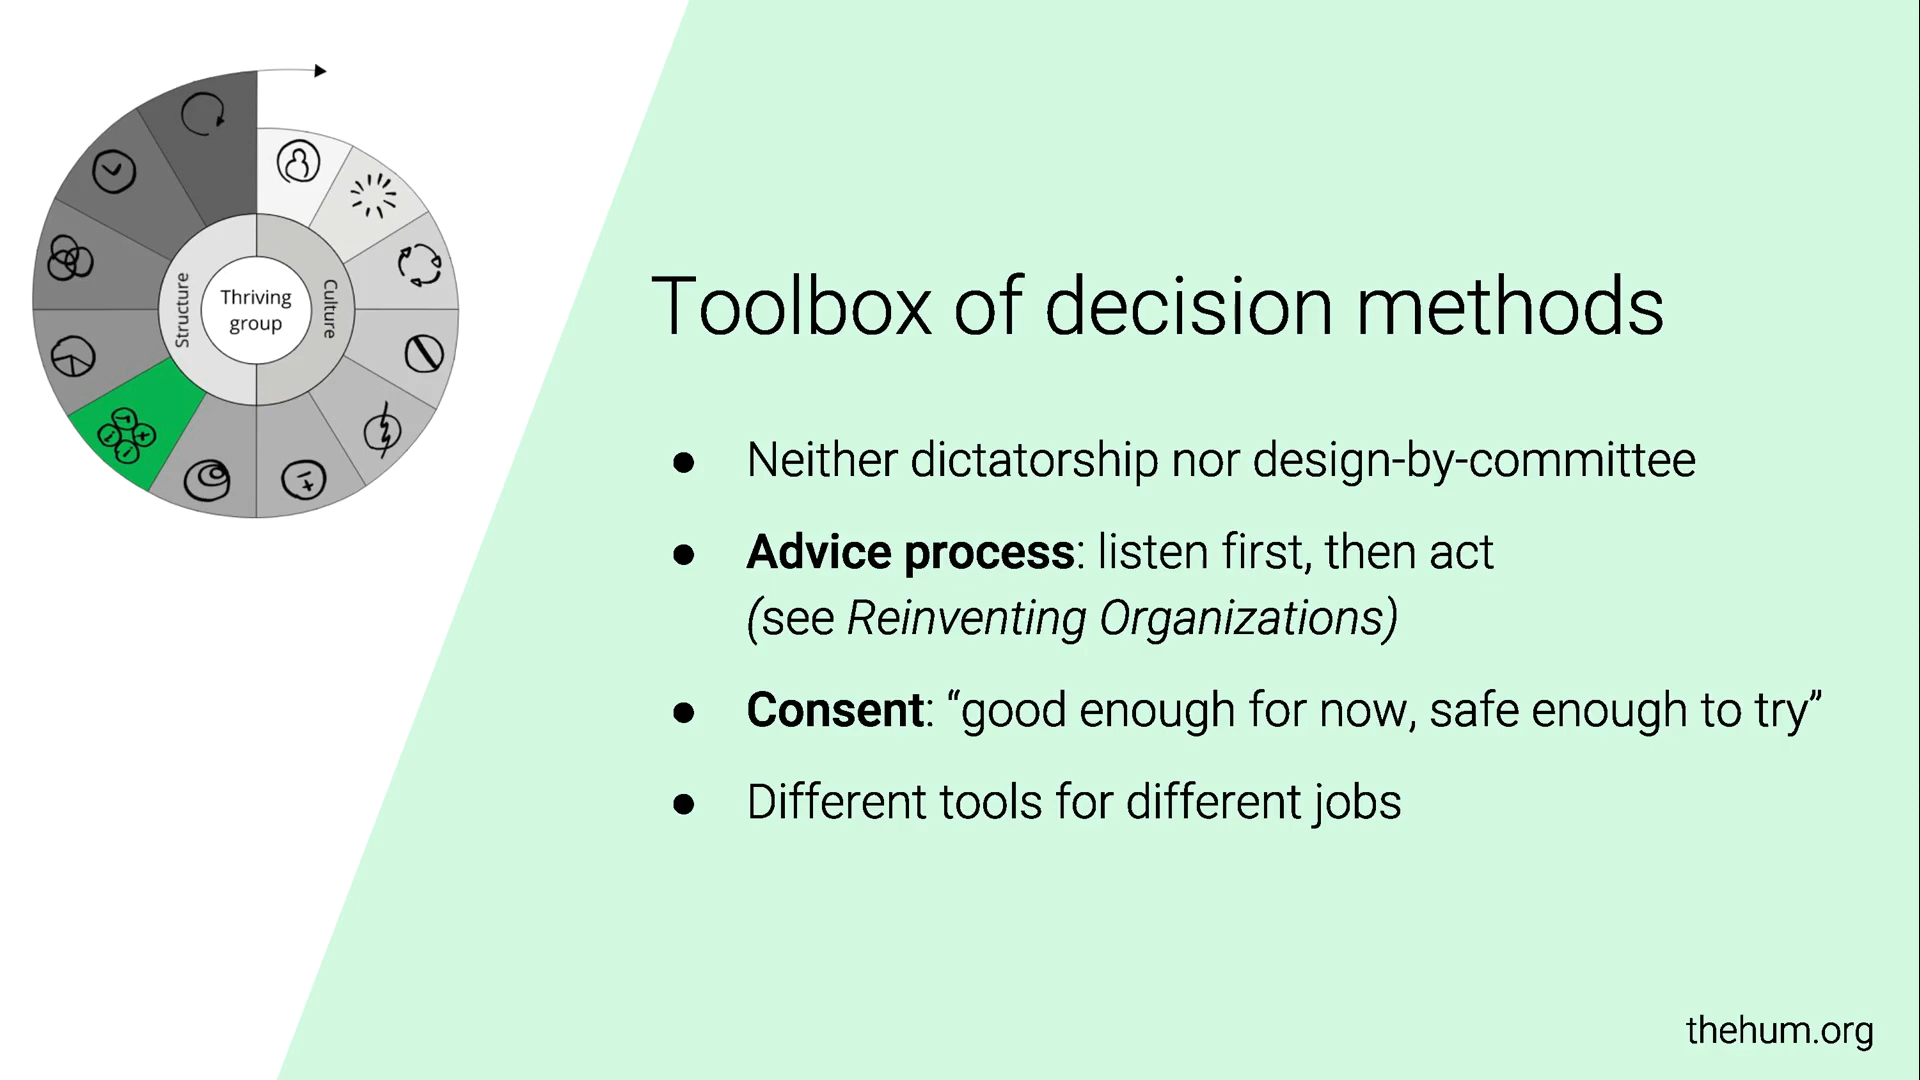 Thriving
group
Structure
Culture
Toolbox of decision methods
● Neither dictatorship nor design-by-committee
● Advice process: listen first, then act
(see Reinventing Organizations)
● Consent: “good enough for now, safe enough to try”
● Different tools for different jobs
thehum.org